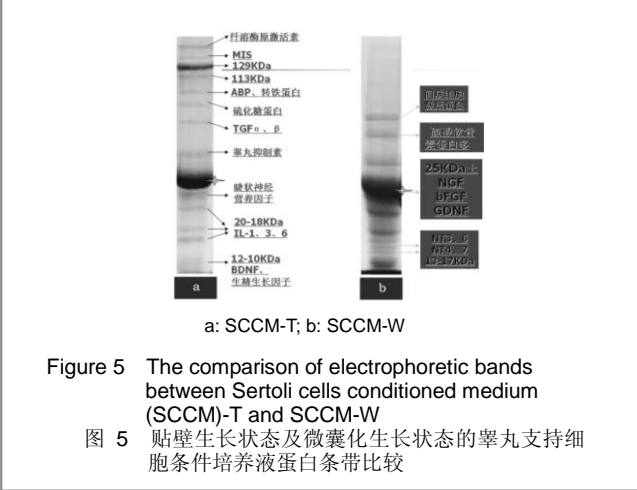 纤溶酶原激活素
MIS
129KDa
113KDa
ABP、转铁蛋白
硫化糖蛋白
TGFα、β
睾丸抑制素
睫状神经
营养因子
20-18KDa
IL-1、3、6
12-10KDa
BDNF、
生精生长因子
a
b
25KDa上
NGF
bFGF
GDNF
NT3、6
NT4、7
13-17KDa
a: SCCM-T; b: SCCM-W
Figure 5 The comparison of electrophoretic bands
between Sertoli cells conditioned medium
(SCCM)-T and SCCM-W
图 5 贴壁生长状态及微囊化生长状态的睾丸支持细
胞条件培养液蛋白条带比较